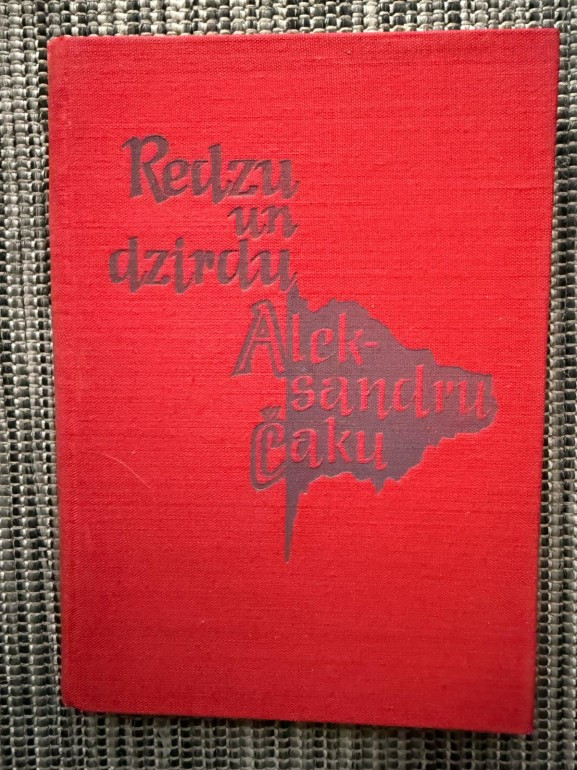 Redzu
un
dzirdu
Alek-
sandru
Čaku